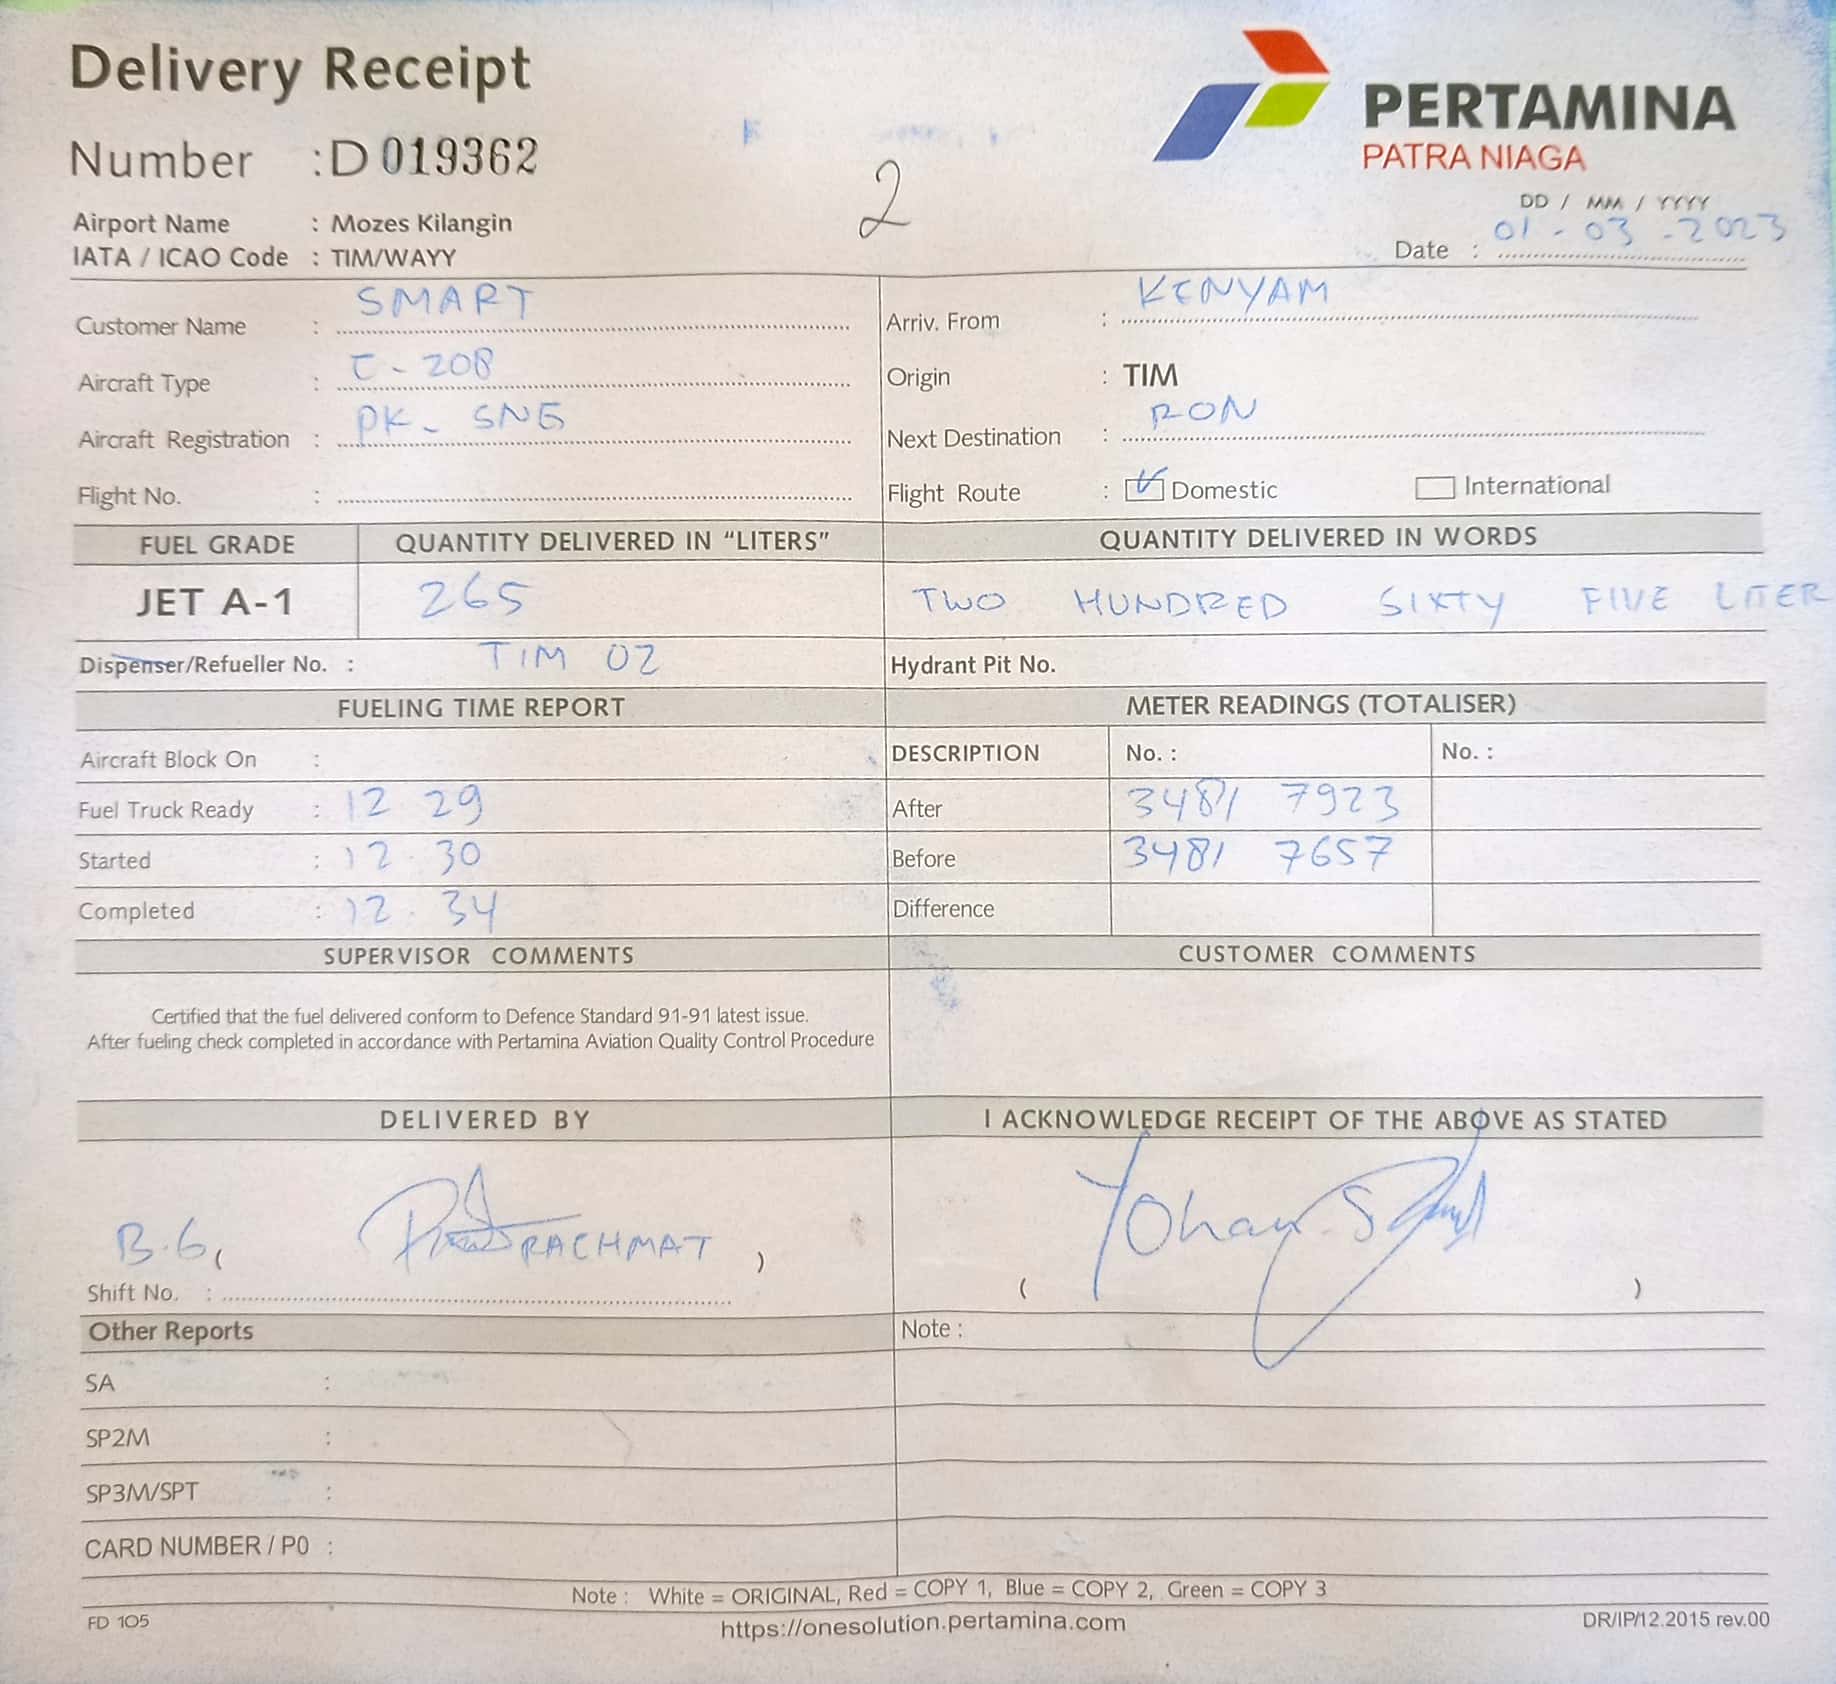 Delivery Receipt
PERTAMINA
PATRA NIAGA
Number : D 019362
2
Airport Name : Mozes Kilangin
IATA / ICAO Code : TIM/WAYY
DD / MM / YYYY
Date : 01 - 03 - 2023
Customer Name : SMART
Arriv. From : KENYAM
Aircraft Type : C - 208
Origin : TIM
Aircraft Registration : PK - SNG
Next Destination : RON
Flight No. :
Flight Route : Domestic International
FUEL GRADE QUANTITY DELIVERED IN "LITERS" QUANTITY DELIVERED IN WORDS
JET A-1 265 TWO HUNDRED SIXTY FIVE LITER
Dispenser/Refueller No. : TIM 02 Hydrant Pit No.
FUELING TIME REPORT METER READINGS (TOTALISER)
Aircraft Block On : DESCRIPTION No. : No. :
Fuel Truck Ready : 12 29 After 3481 7923
Started : 12 . 30 Before 3481 7657
Completed : 12 . 34 Difference
SUPERVISOR COMMENTS CUSTOMER COMMENTS
Certified that the fuel delivered conform to Defence Standard 91-91 latest issue.
After fueling check completed in accordance with Pertamina Aviation Quality Control Procedure
DELIVERED BY I ACKNOWLEDGE RECEIPT OF THE ABOVE AS STATED
B.6 ( RACHMAT ) ( Yohan.S )
Shift No. :
Other Reports Note :
SA :
SP2M :
SP3M/SPT :
CARD NUMBER / P0 :
Note : White = ORIGINAL, Red = COPY 1, Blue = COPY 2, Green = COPY 3
FD 105 https://onesolution.pertamina.com DR/IP/12.2015 rev.00